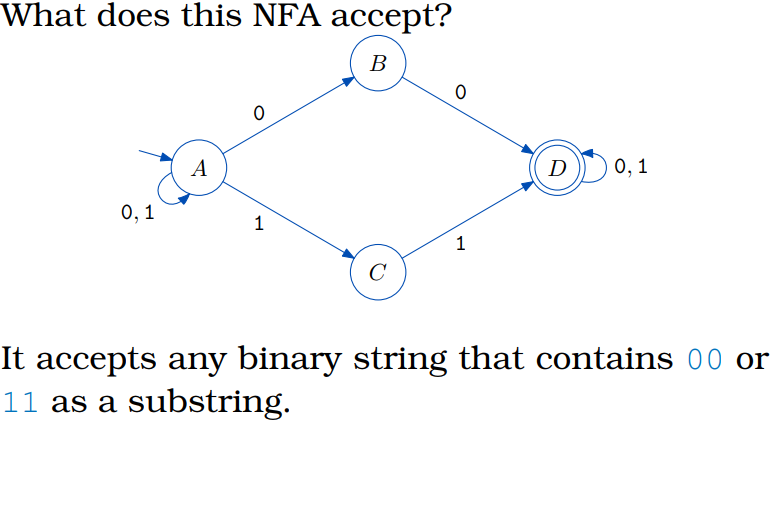 What does this NFA accept?
B
0
0
A
D
0, 1
0, 1
1
1
C
It accepts any binary string that contains 00 or
11 as a substring.